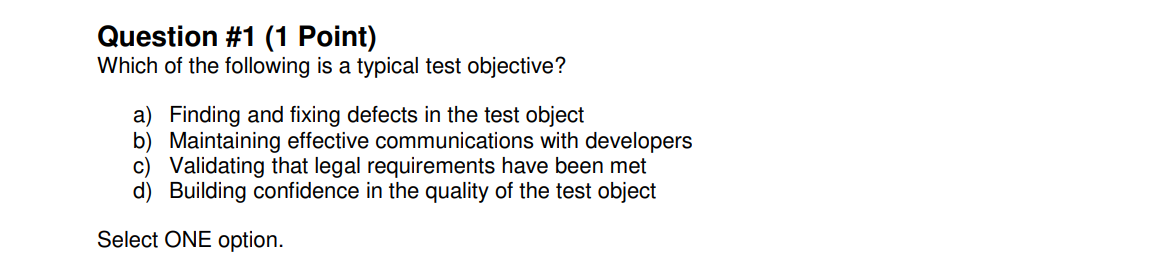 Question #1 (1 Point)
Which of the following is a typical test objective?
a) Finding and fixing defects in the test object
b) Maintaining effective communications with developers
c) Validating that legal requirements have been met
d) Building confidence in the quality of the test object
Select ONE option.